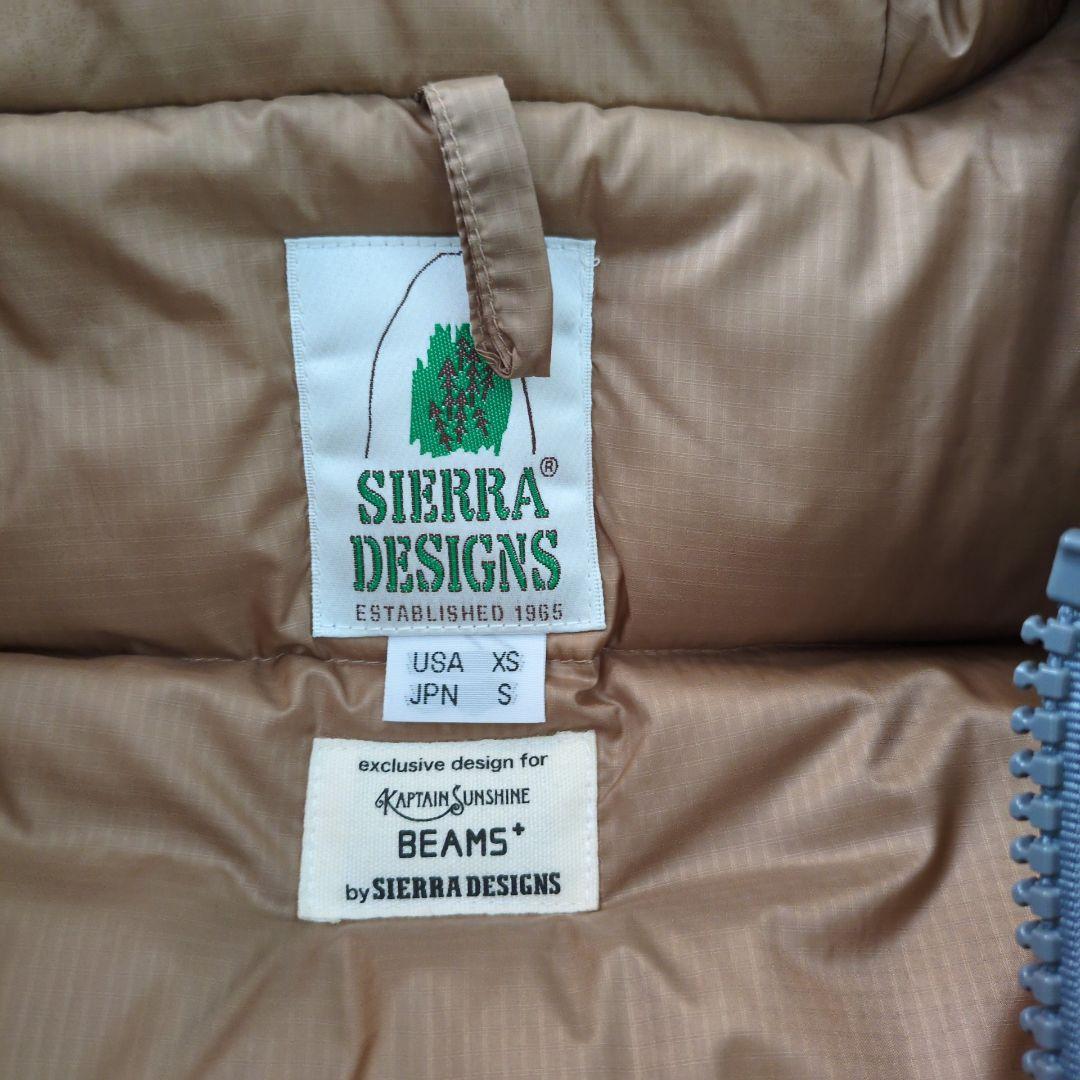 SIERRA®
DESIGNS
ESTABLISHED 1965
USA XS
JPN S
exclusive design for
KAPTAIN SUNSHINE
BEAMS+
by SIERRA DESIGNS